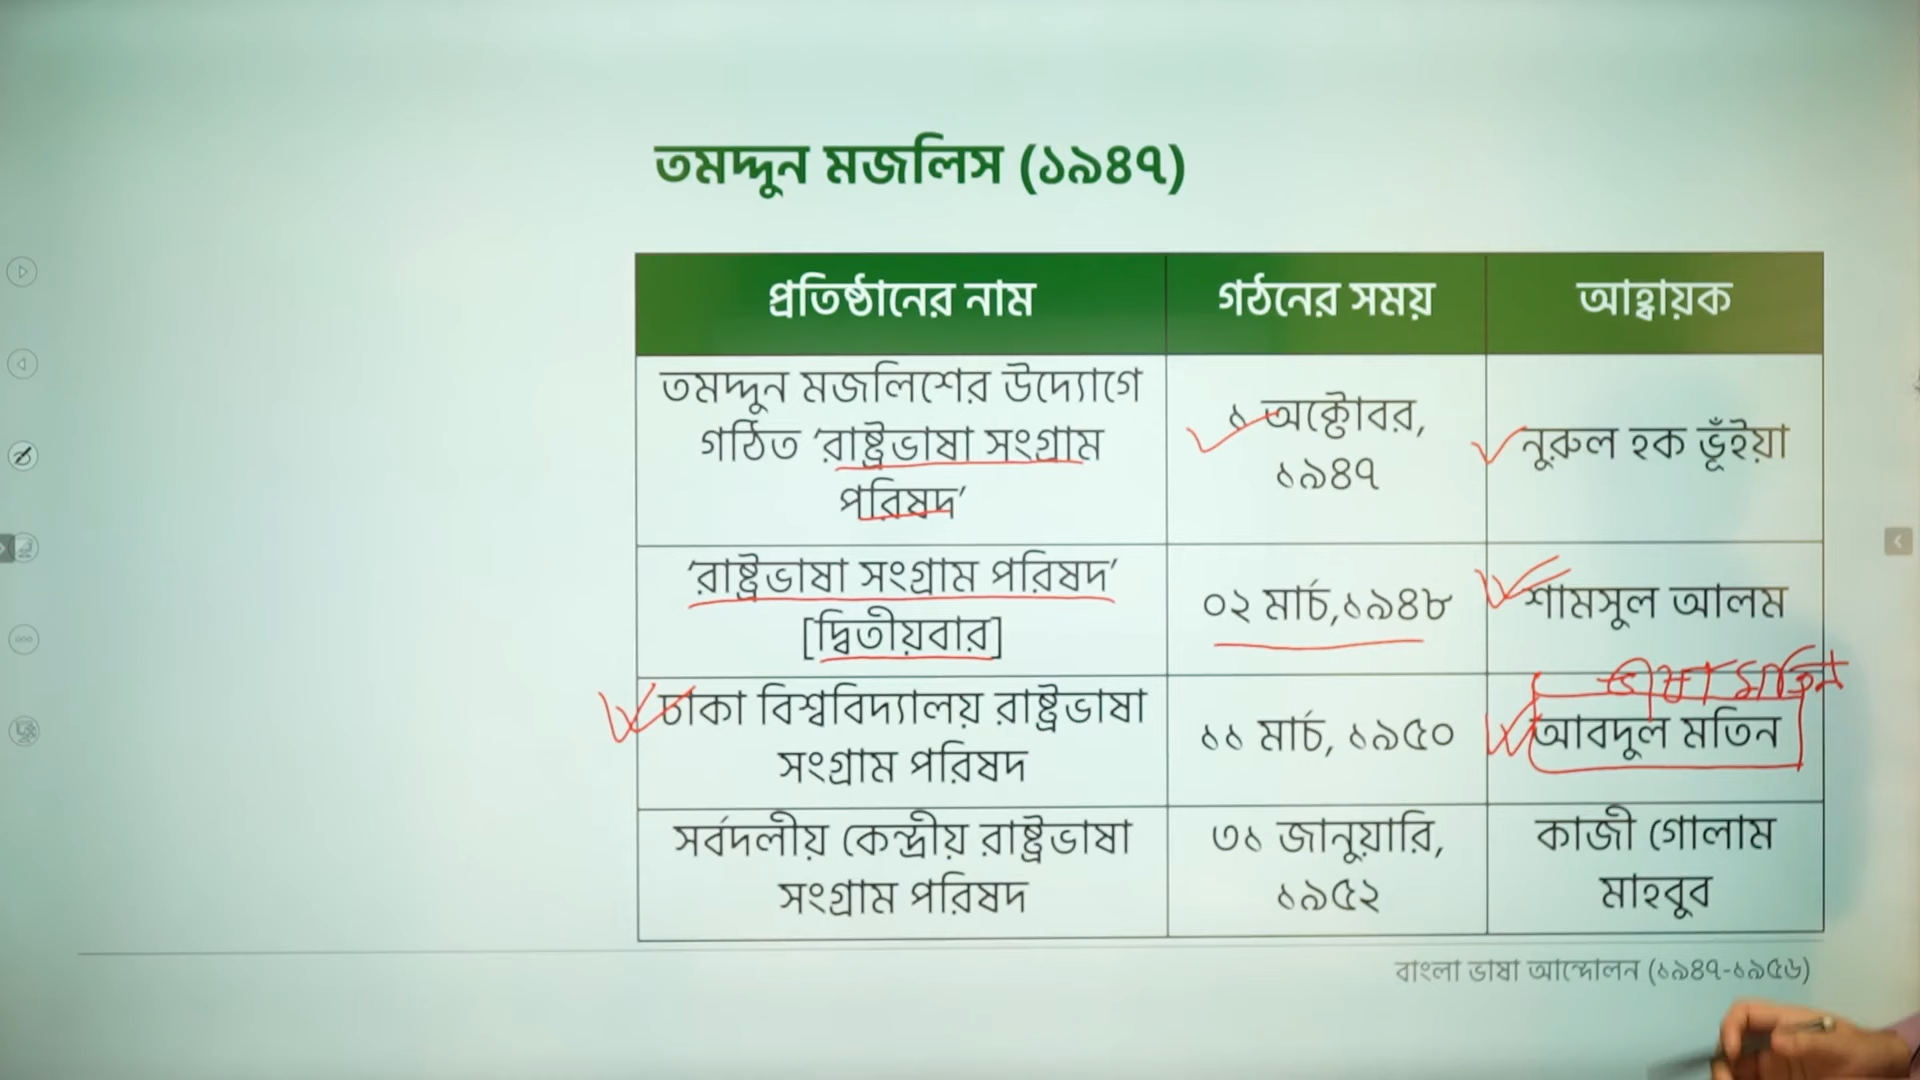 তমদ্দুন মজলিস (১৯৪৭)
প্রতিষ্ঠানের নাম
গঠনের সময়
আহ্বায়ক
তমদ্দুন মজলিশের উদ্যোগে
গঠিত ‘রাষ্ট্রভাষা সংগ্রাম
পরিষদ’
১ অক্টোবর,
১৯৪৭
নুরুল হক ভূঁইয়া
‘রাষ্ট্রভাষা সংগ্রাম পরিষদ’
[দ্বিতীয়বার]
০২ মার্চ,১৯৪৮
শামসুল আলম
ঢাকা বিশ্ববিদ্যালয় রাষ্ট্রভাষা
সংগ্রাম পরিষদ
১১ মার্চ, ১৯৫০
ভাষা মতিন
আবদুল মতিন
সর্বদলীয় কেন্দ্রীয় রাষ্ট্রভাষা
সংগ্রাম পরিষদ
৩১ জানুয়ারি,
১৯৫২
কাজী গোলাম
মাহবুব
বাংলা ভাষা আন্দোলন (১৯৪৭-১৯৫৬)